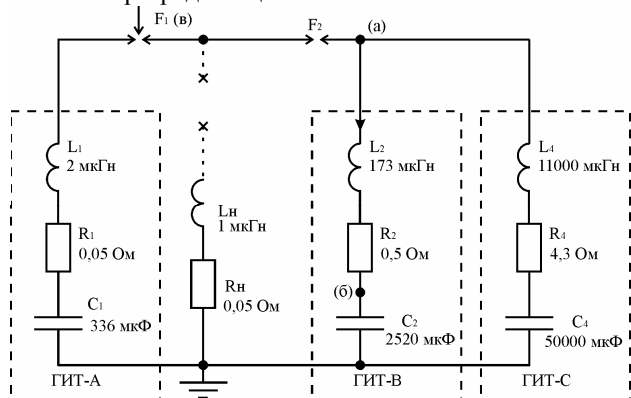 F1 (в)
F2
(а)
L1
2 мкГн
L2
173 мкГн
L4
11000 мкГн
Lн
1 мкГн
R1
0,05 Ом
R2
0,5 Ом
R4
4,3 Ом
Rн
0,05 Ом
(б)
C1
336 мкФ
C2
2520 мкФ
C4
50000 мкФ
ГИТ-А
ГИТ-В
ГИТ-С